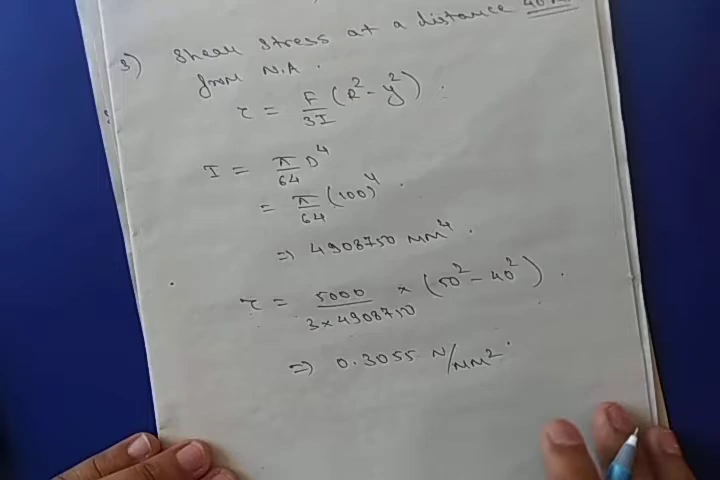 3) Shear stress at a distance 40
from N.A.
τ = F/3I (R² - y²).
I = π/64 D⁴
= π/64 (100)⁴.
⇒ 4908750 mm⁴.
τ = 5000/3×4908750 × (50² - 40²).
⇒ 0.3055 N/mm².